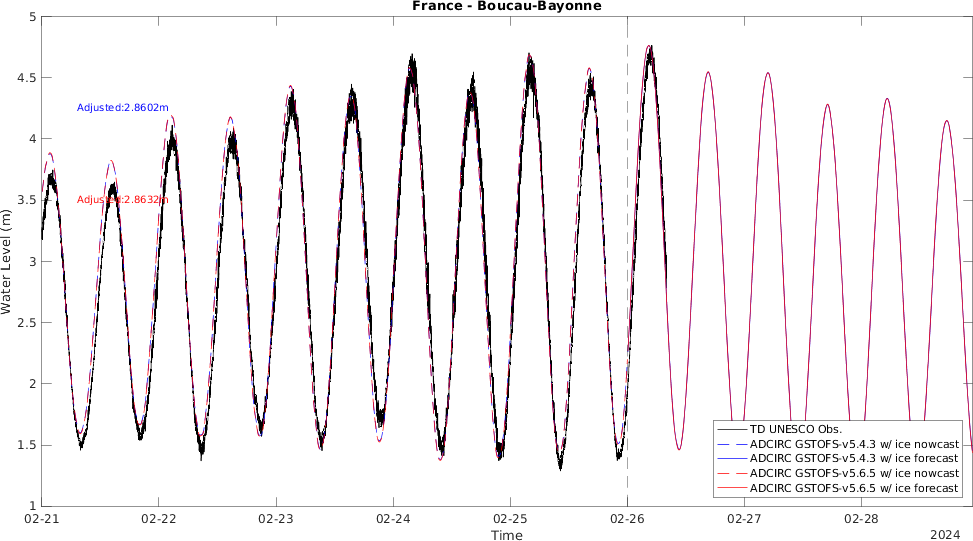 France - Boucau-Bayonne
5
4.5
4
3.5
3
2.5
2
1.5
1
Water Level (m)
Adjusted:2.8602m
Adjusted:2.8632m
TD UNESCO Obs.
ADCIRC GSTOFS-v5.4.3 w/ ice nowcast
ADCIRC GSTOFS-v5.4.3 w/ ice forecast
ADCIRC GSTOFS-v5.6.5 w/ ice nowcast
ADCIRC GSTOFS-v5.6.5 w/ ice forecast
02-21 02-22 02-23 02-24 02-25 02-26 02-27 02-28
Time
2024